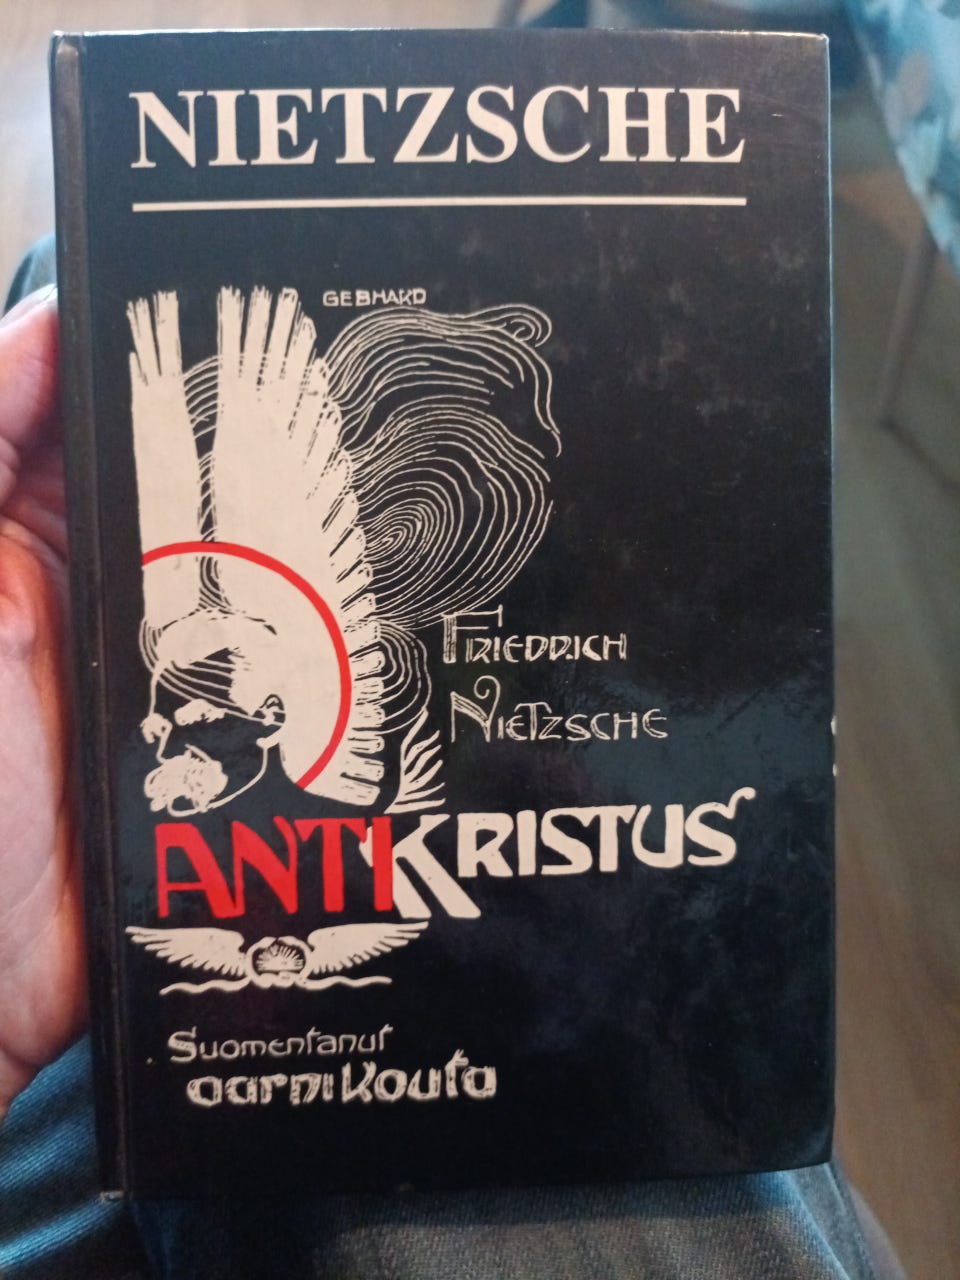 NIETZSCHE
GEBHARD
FRIEDRICH
NIETZSCHE
ANTIKRISTUS
Suomentanut
aarni Kouta